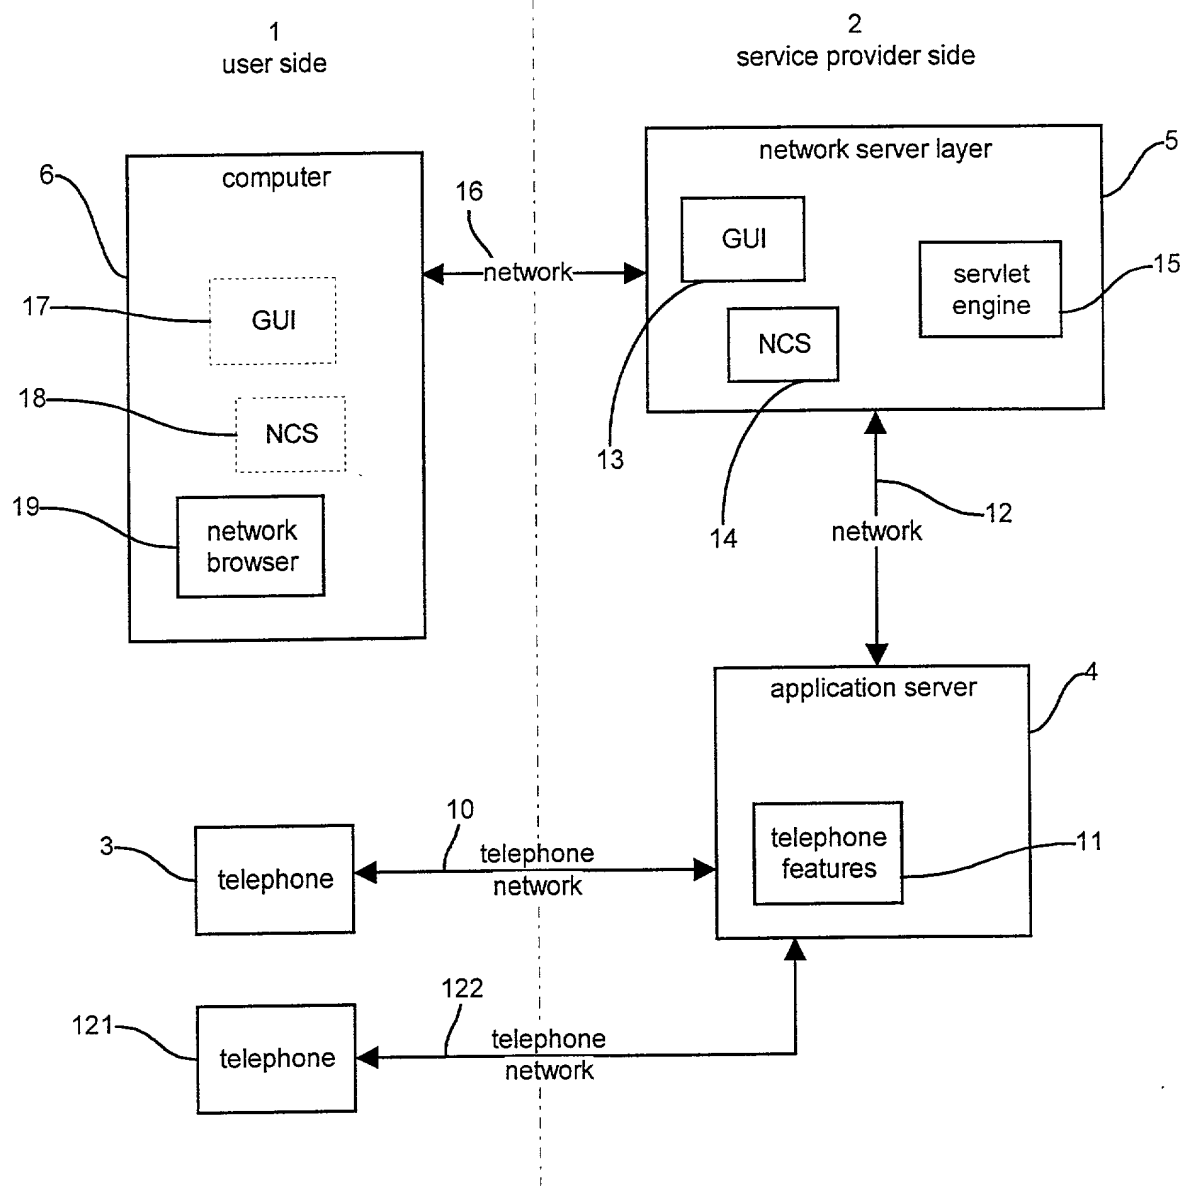 1
user side
2
service provider side
6
computer
16
network
17
GUI
18
NCS
19
network
browser
network server layer
5
GUI
servlet
engine
15
NCS
13
14
12
network
application server
4
telephone
features
11
3
telephone
10
telephone
network
121
telephone
122
telephone
network